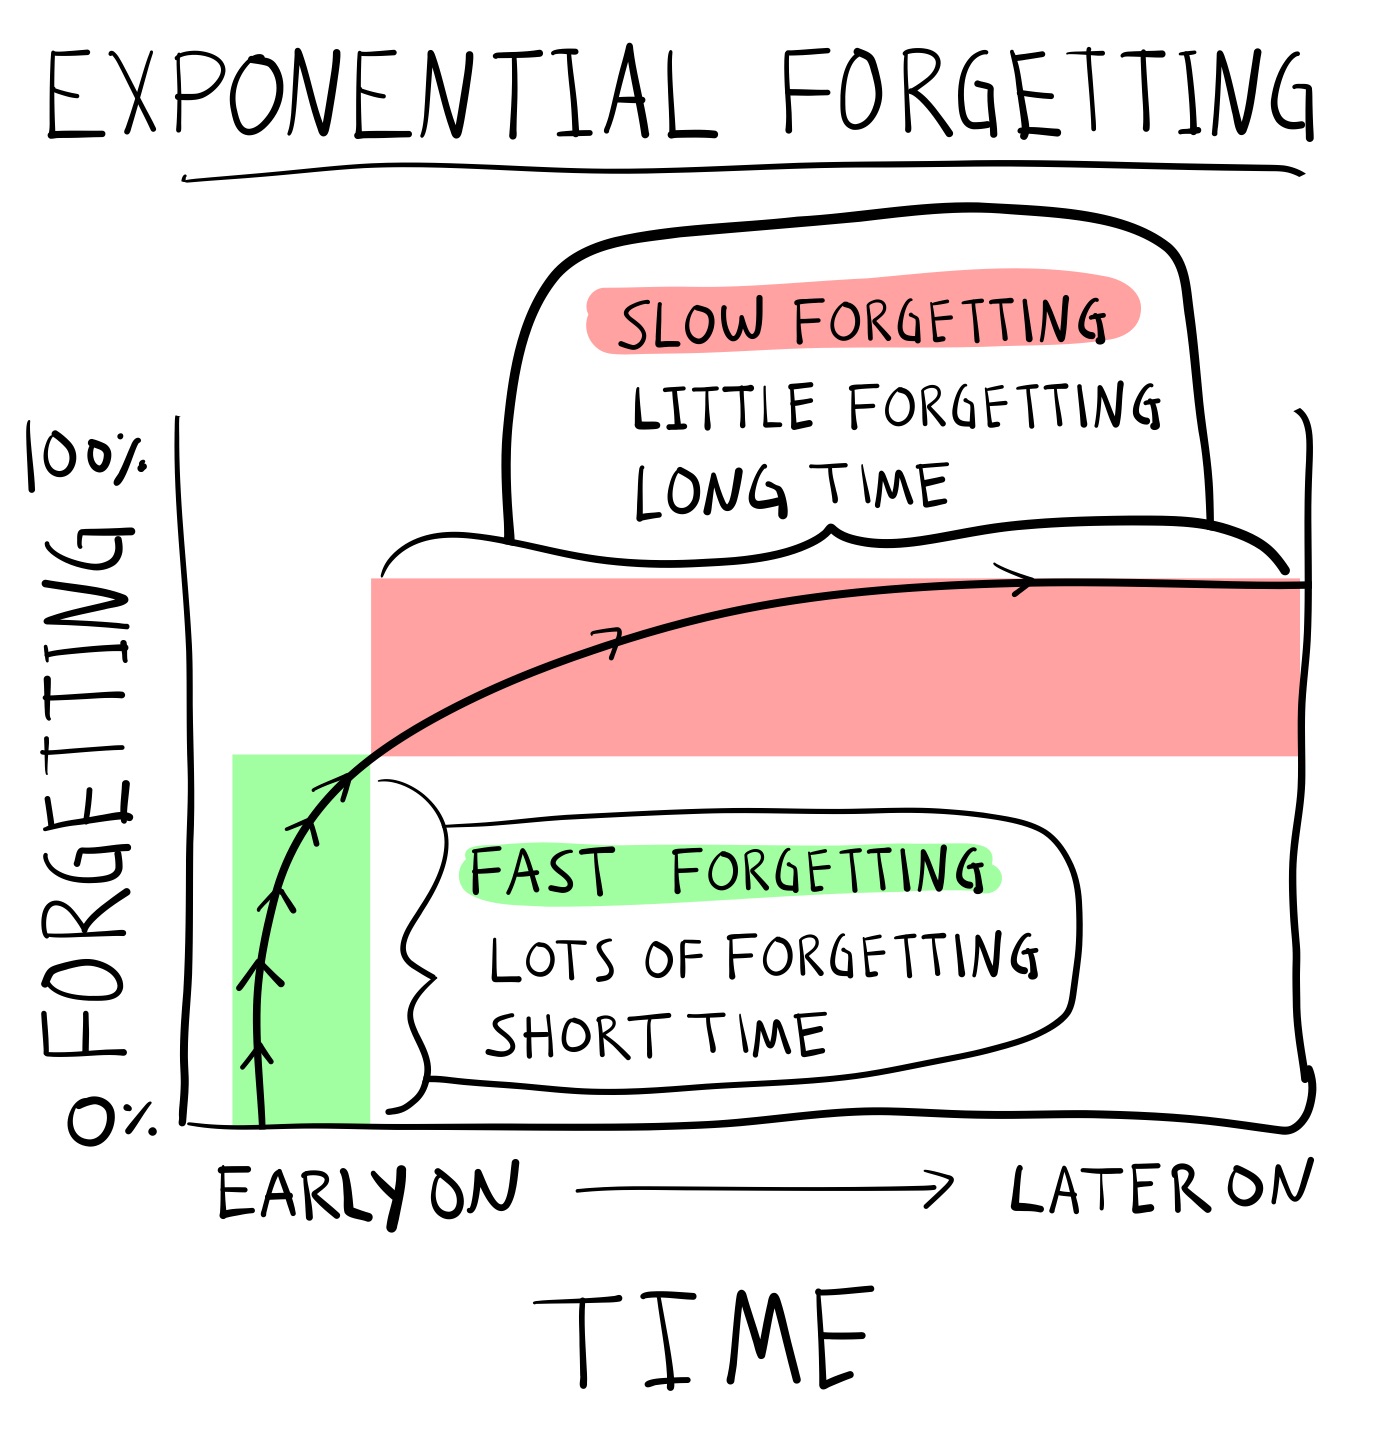 EXPONENTIAL FORGETTING
SLOW FORGETTING
LITTLE FORGETTING
LONG TIME
100%
FORGETTING
0%
FAST FORGETTING
LOTS OF FORGETTING
SHORT TIME
EARLY ON
LATER ON
TIME